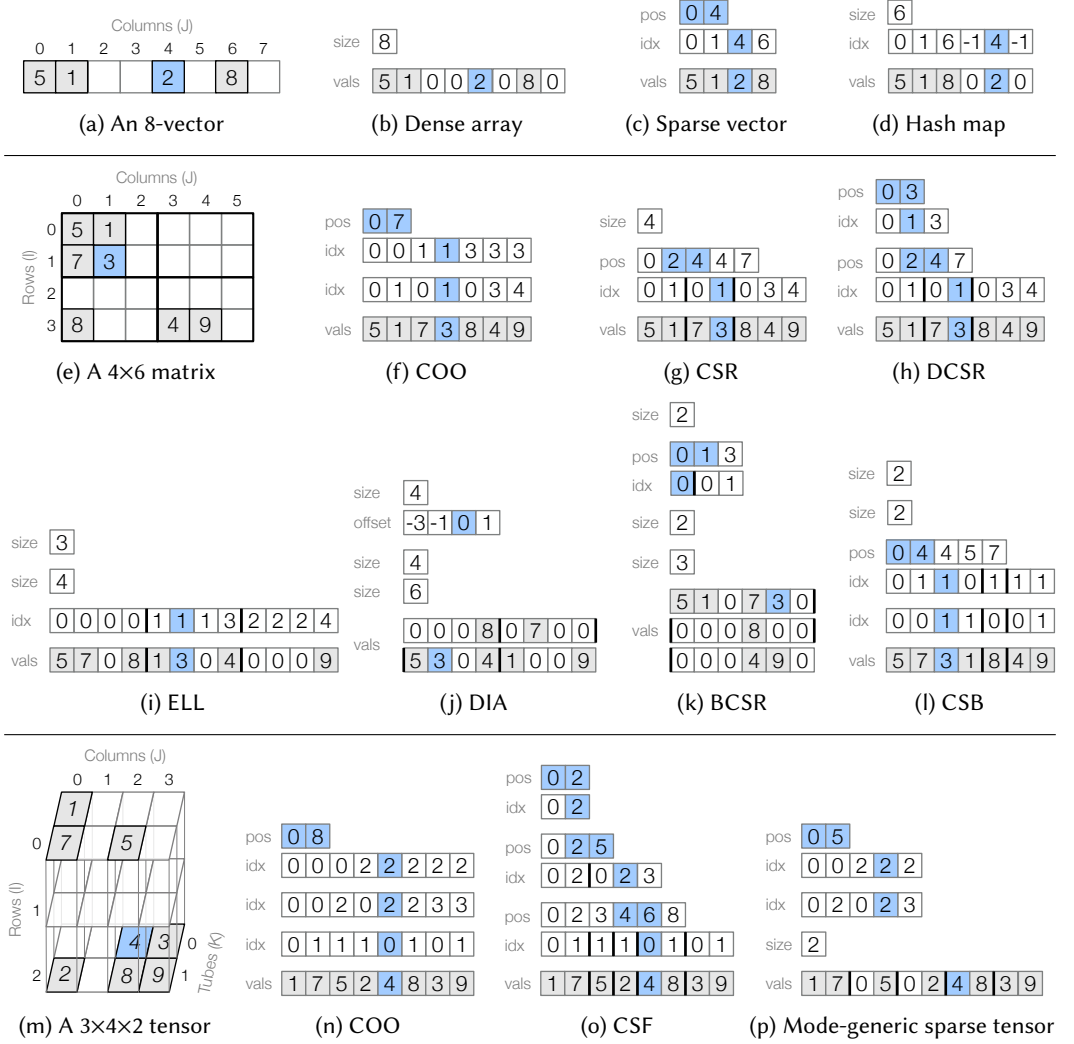 Columns (J)
0 1 2 3 4 5 6 7
5 1 2 8
(a) An 8-vector
size 8
vals 5 1 0 0 2 0 8 0
(b) Dense array
pos 0 4
idx 0 1 4 6
vals 5 1 2 8
(c) Sparse vector
size 6
idx 0 1 6 -1 4 -1
vals 5 1 8 0 2 0
(d) Hash map
Columns (J)
0 1 2 3 4 5
Rows (I)
0 5 1
1 7 3
2
3 8 4 9
(e) A 4×6 matrix
pos 0 7
idx 0 0 1 1 3 3 3
idx 0 1 0 1 0 3 4
vals 5 1 7 3 8 4 9
(f) COO
size 4
pos 0 2 4 4 7
idx 0 1 0 1 0 3 4
vals 5 1 7 3 8 4 9
(g) CSR
pos 0 3
idx 0 1 3
pos 0 2 4 7
idx 0 1 0 1 0 3 4
vals 5 1 7 3 8 4 9
(h) DCSR
size 3
size 4
idx 0 0 0 0 1 1 1 3 2 2 2 4
vals 5 7 0 8 1 3 0 4 0 0 0 9
(i) ELL
size 4
offset -3 -1 0 1
size 4
size 6
vals
0 0 0 8 0 7 0 0
5 3 0 4 1 0 0 9
(j) DIA
size 2
pos 0 1 3
idx 0 0 1
size 2
size 3
5 1 0 7 3 0
vals 0 0 0 8 0 0
0 0 0 4 9 0
(k) BCSR
size 2
size 2
pos 0 4 4 5 7
idx 0 1 1 0 1 1 1
idx 0 0 1 1 0 0 1
vals 5 7 3 1 8 4 9
(l) CSB
Columns (J)
0 1 2 3
Rows (I)
1
0 7 5
1
4 3 0
2 2 8 9 1
Tubes (K)
(m) A 3×4×2 tensor
pos 0 8
idx 0 0 0 2 2 2 2 2
idx 0 0 2 0 2 2 3 3
idx 0 1 1 1 0 1 0 1
vals 1 7 5 2 4 8 3 9
(n) COO
pos 0 2
idx 0 2
pos 0 2 5
idx 0 2 0 2 3
pos 0 2 3 4 6 8
idx 0 1 1 1 0 1 0 1
vals 1 7 5 2 4 8 3 9
(o) CSF
pos 0 5
idx 0 0 2 2 2
idx 0 2 0 2 3
size 2
vals 1 7 0 5 0 2 4 8 3 9
(p) Mode-generic sparse tensor